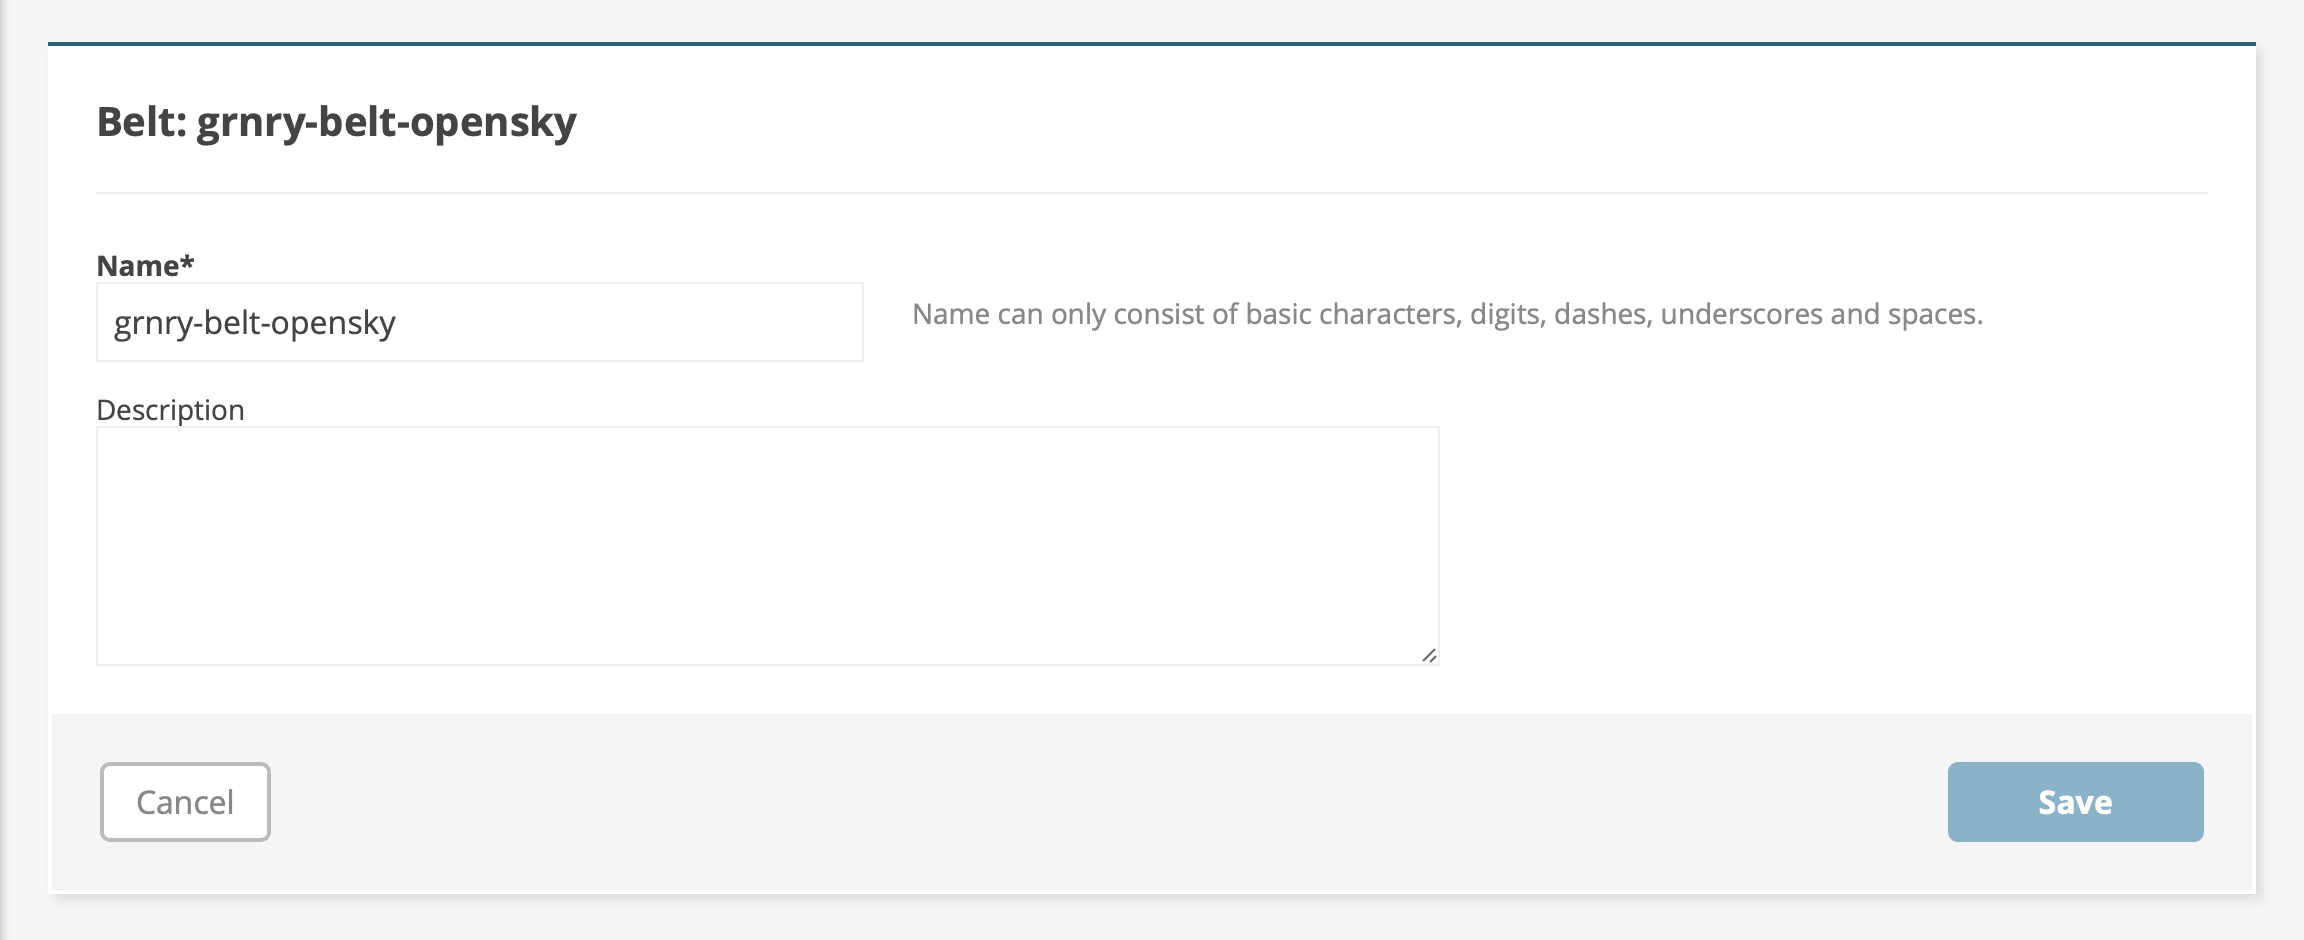 Belt: grnry-belt-opensky
Name*
grnry-belt-opensky
Name can only consist of basic characters, digits, dashes, underscores and spaces.
Description
Cancel
Save